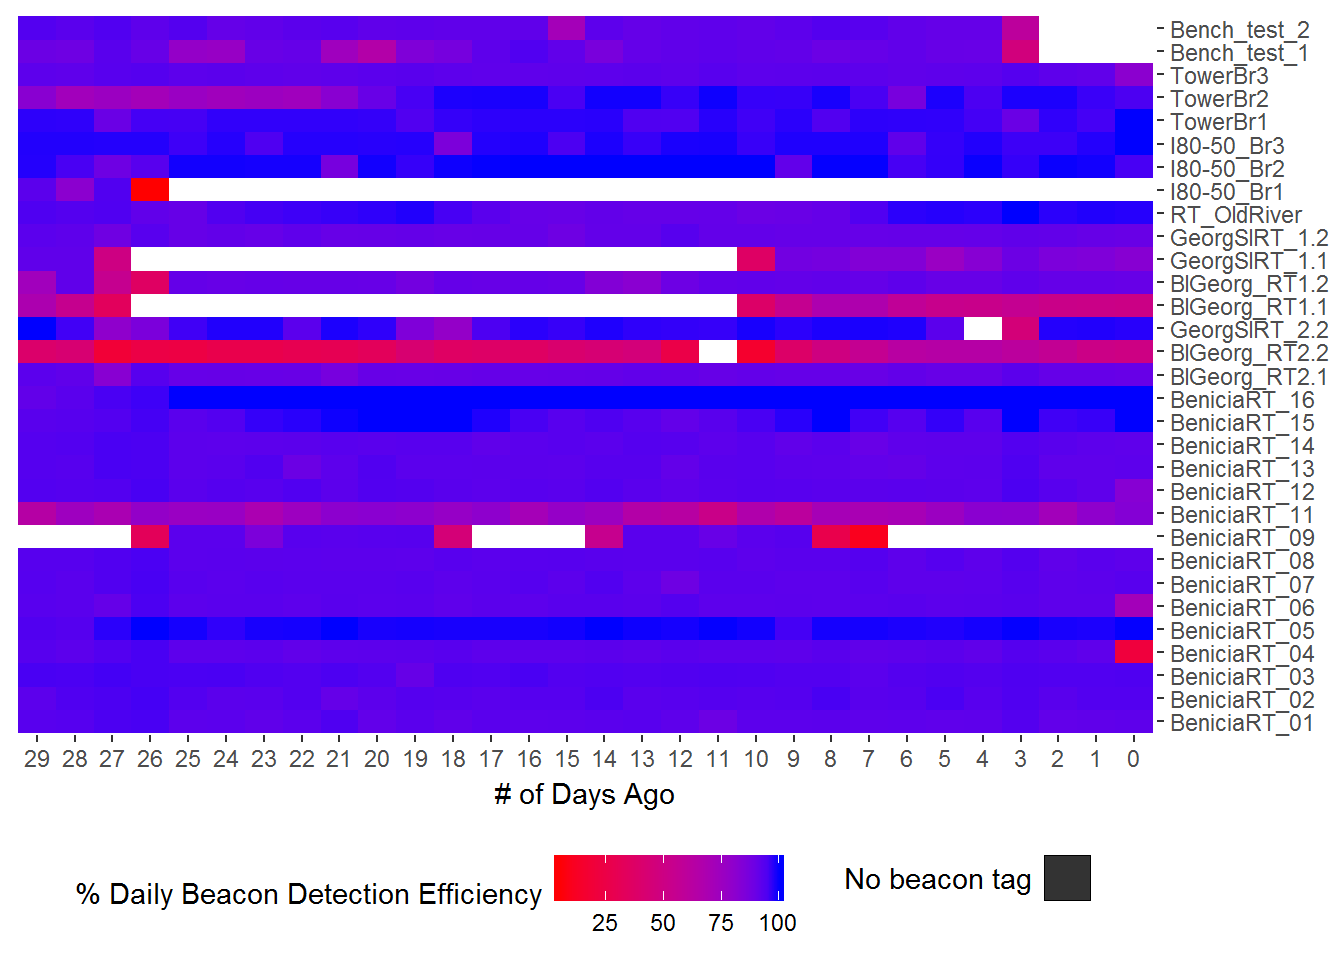 Bench_test_2
Bench_test_1
TowerBr3
TowerBr2
TowerBr1
I80-50_Br3
I80-50_Br2
I80-50_Br1
RT_OldRiver
GeorgSlRT_1.2
GeorgSlRT_1.1
BlGeorg_RT1.2
BlGeorg_RT1.1
GeorgSlRT_2.2
BlGeorg_RT2.2
BlGeorg_RT2.1
BeniciaRT_16
BeniciaRT_15
BeniciaRT_14
BeniciaRT_13
BeniciaRT_12
BeniciaRT_11
BeniciaRT_09
BeniciaRT_08
BeniciaRT_07
BeniciaRT_06
BeniciaRT_05
BeniciaRT_04
BeniciaRT_03
BeniciaRT_02
BeniciaRT_01
29 28 27 26 25 24 23 22 21 20 19 18 17 16 15 14 13 12 11 10 9 8 7 6 5 4 3 2 1 0
# of Days Ago
% Daily Beacon Detection Efficiency
25 50 75 100
No beacon tag